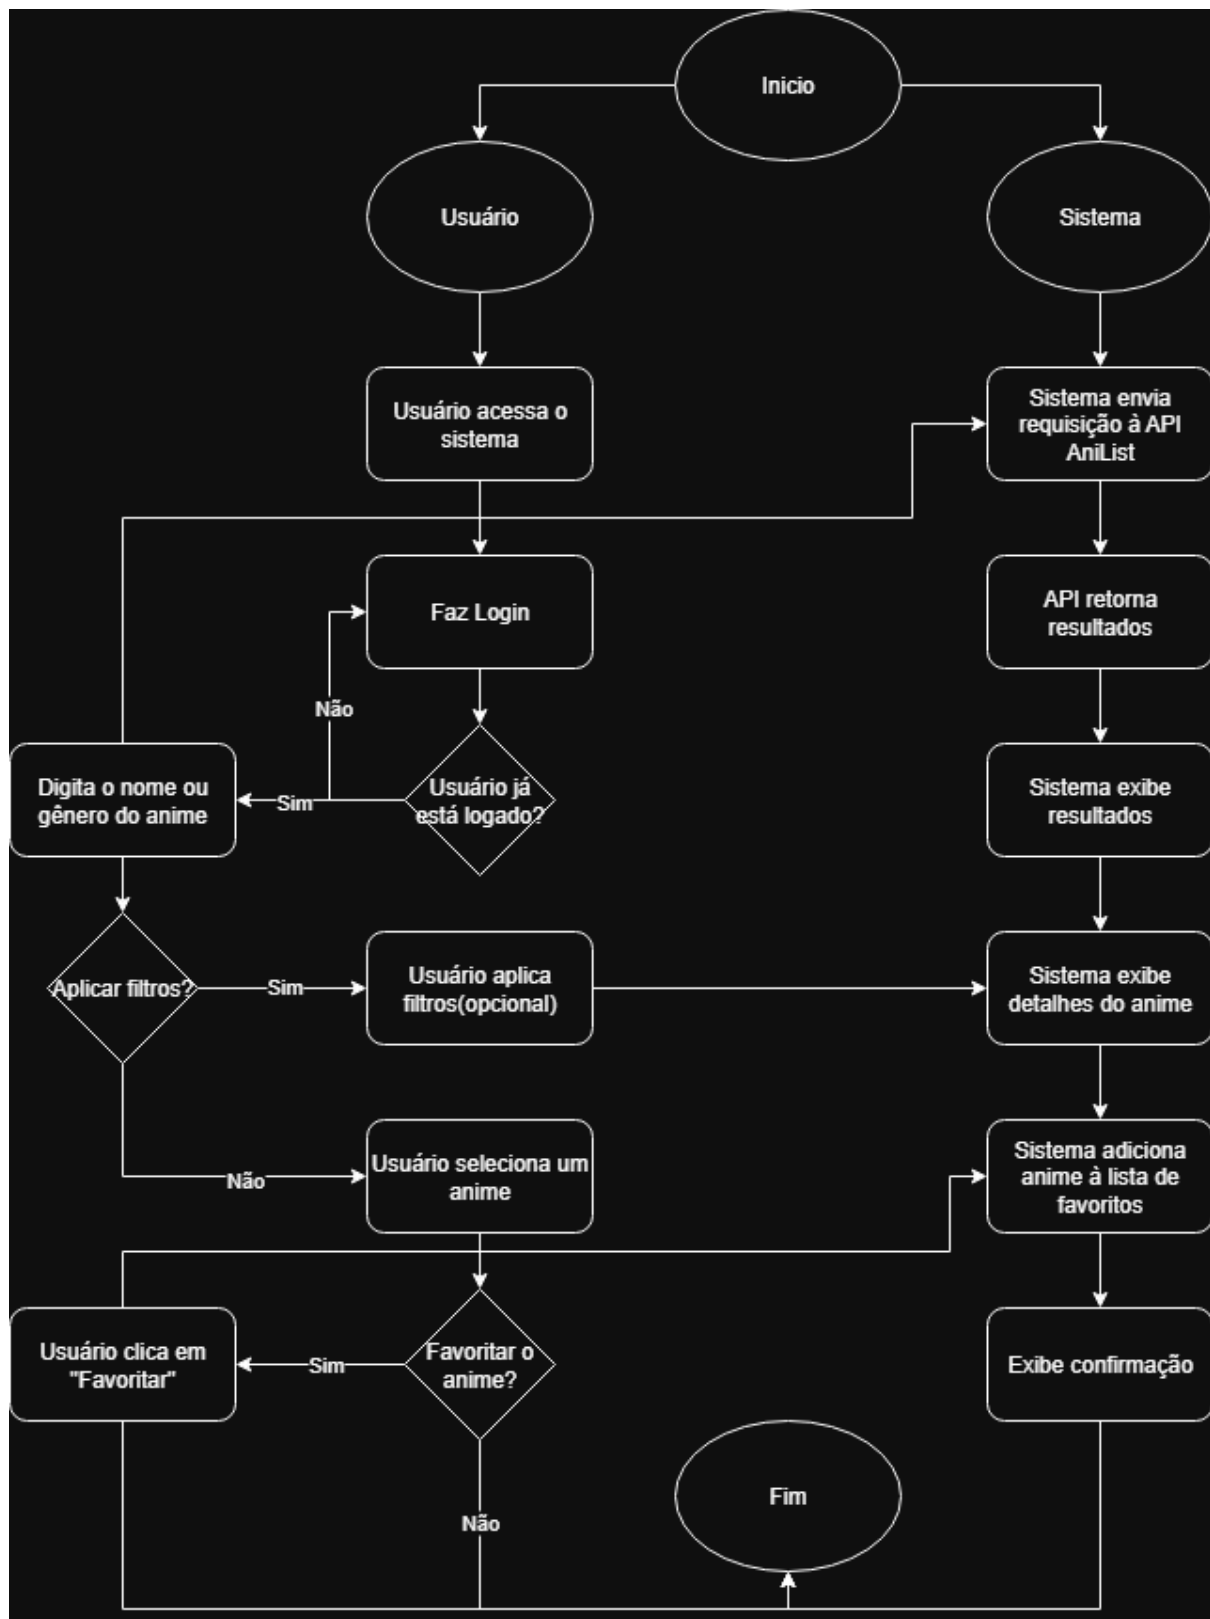 Inicio
Usuário
Sistema
Usuário acessa o
sistema
Sistema envia
requisição à API
AniList
Faz Login
API retorna
resultados
Não
Digita o nome ou
gênero do anime
Sim
Usuário já
está logado?
Sistema exibe
resultados
Aplicar filtros?
Sim
Usuário aplica
filtros(opcional)
Sistema exibe
detalhes do anime
Não
Usuário seleciona um
anime
Sistema adiciona
anime à lista de
favoritos
Usuário clica em
"Favoritar"
Sim
Favoritar o
anime?
Exibe confirmação
Não
Fim